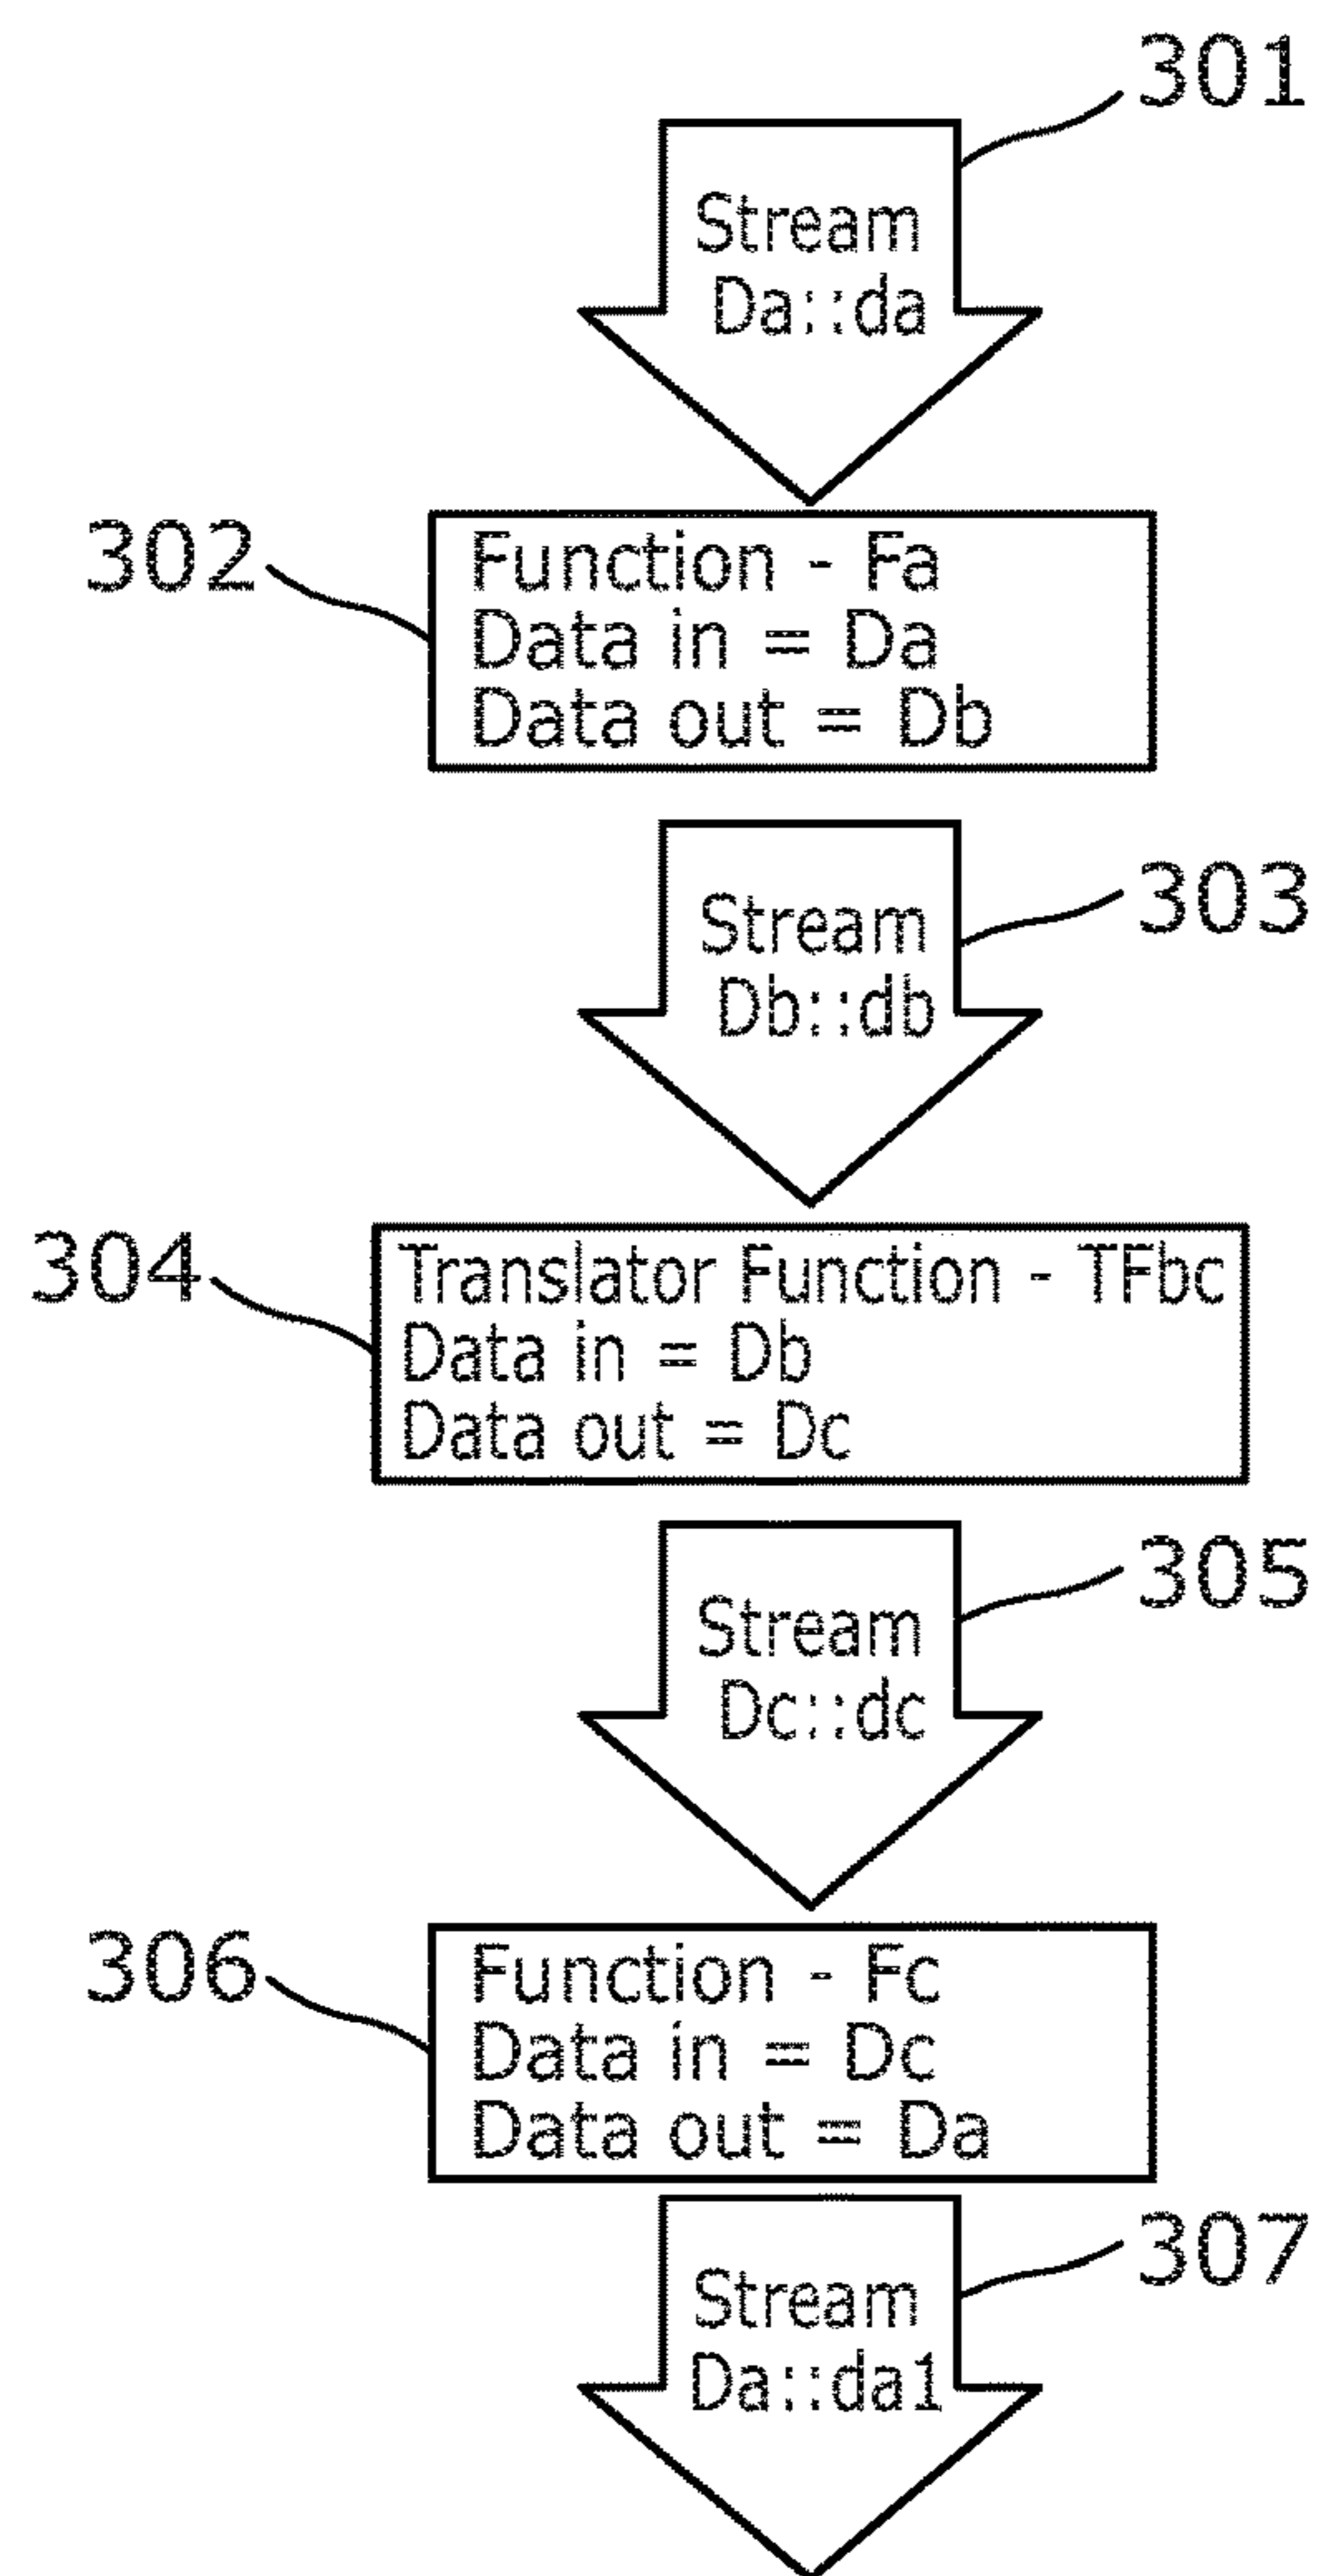 301
Stream
Da::da
302
Function - Fa
Data in = Da
Data out = Db
303
Stream
Db::db
304
Translator Function - TFbc
Data in = Db
Data out = Dc
305
Stream
Dc::dc
306
Function - Fc
Data in = Dc
Data out = Da
307
Stream
Da::da1